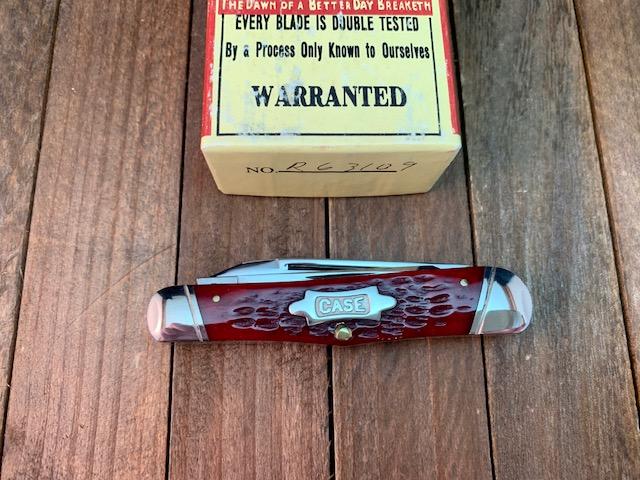 THE DAWN OF A BETTER DAY BREAKETH
EVERY BLADE IS DOUBLE TESTED
By a Process Only Known to Ourselves
WARRANTED
NO. R 63109
CASE